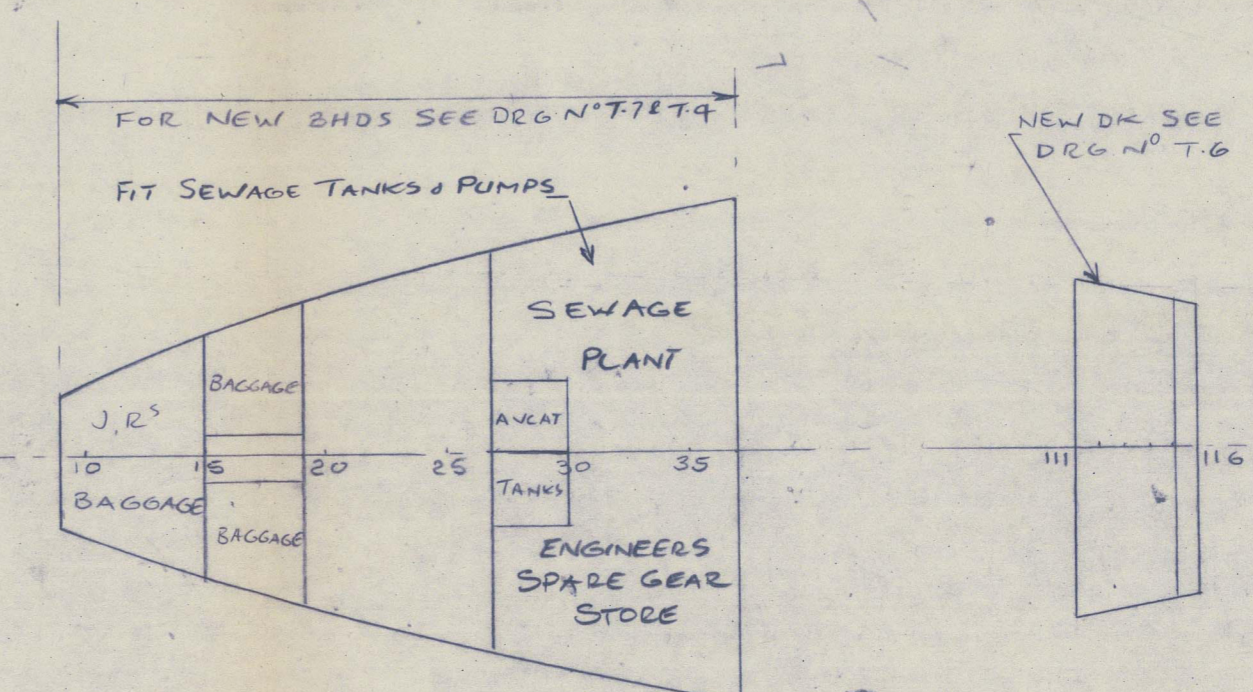 FOR NEW BHDS SEE DRG Nº T.7 & T.4
NEW DK SEE
DRG Nº T.6
FIT SEWAGE TANKS & PUMPS
SEWAGE
PLANT
BAGGAGE
J.RS
AVCAT
10 15 20 25 30 35 111 116
TANKS
BAGGAGE
BAGGAGE
ENGINEERS
SPARE GEAR
STORE